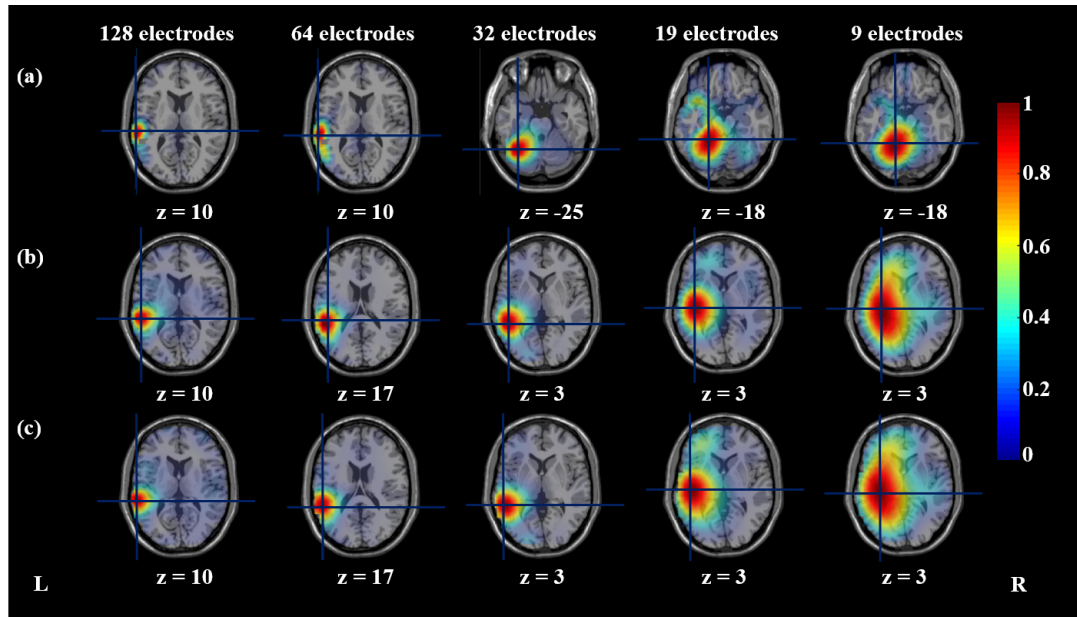 128 electrodes 64 electrodes 32 electrodes 19 electrodes 9 electrodes
(a)
1
0.8
z = 10 z = 10 z = -25 z = -18 z = -18
(b)
0.6
0.4
0.2
z = 10 z = 17 z = 3 z = 3 z = 3
(c)
0
z = 10 z = 17 z = 3 z = 3 z = 3
L R